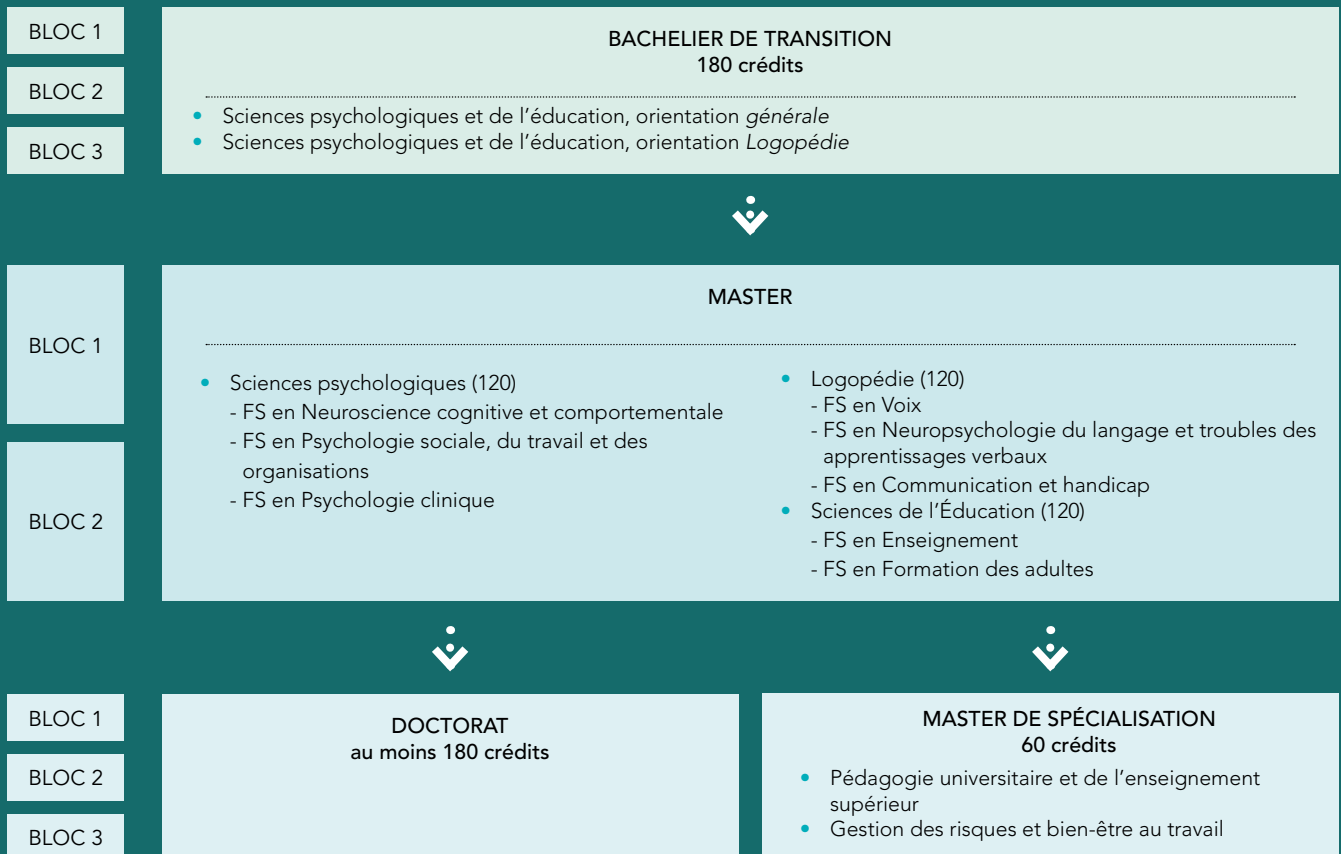 BLOC 1
BLOC 2
BLOC 3
BACHELIER DE TRANSITION
180 crédits
• Sciences psychologiques et de l'éducation, orientation générale
• Sciences psychologiques et de l'éducation, orientation Logopédie
BLOC 1
BLOC 2
MASTER
• Sciences psychologiques (120)
- FS en Neuroscience cognitive et comportementale
- FS en Psychologie sociale, du travail et des
organisations
- FS en Psychologie clinique
• Logopédie (120)
- FS en Voix
- FS en Neuropsychologie du langage et troubles des
apprentissages verbaux
- FS en Communication et handicap
• Sciences de l'Éducation (120)
- FS en Enseignement
- FS en Formation des adultes
BLOC 1
BLOC 2
BLOC 3
DOCTORAT
au moins 180 crédits
MASTER DE SPÉCIALISATION
60 crédits
• Pédagogie universitaire et de l'enseignement
supérieur
• Gestion des risques et bien-être au travail